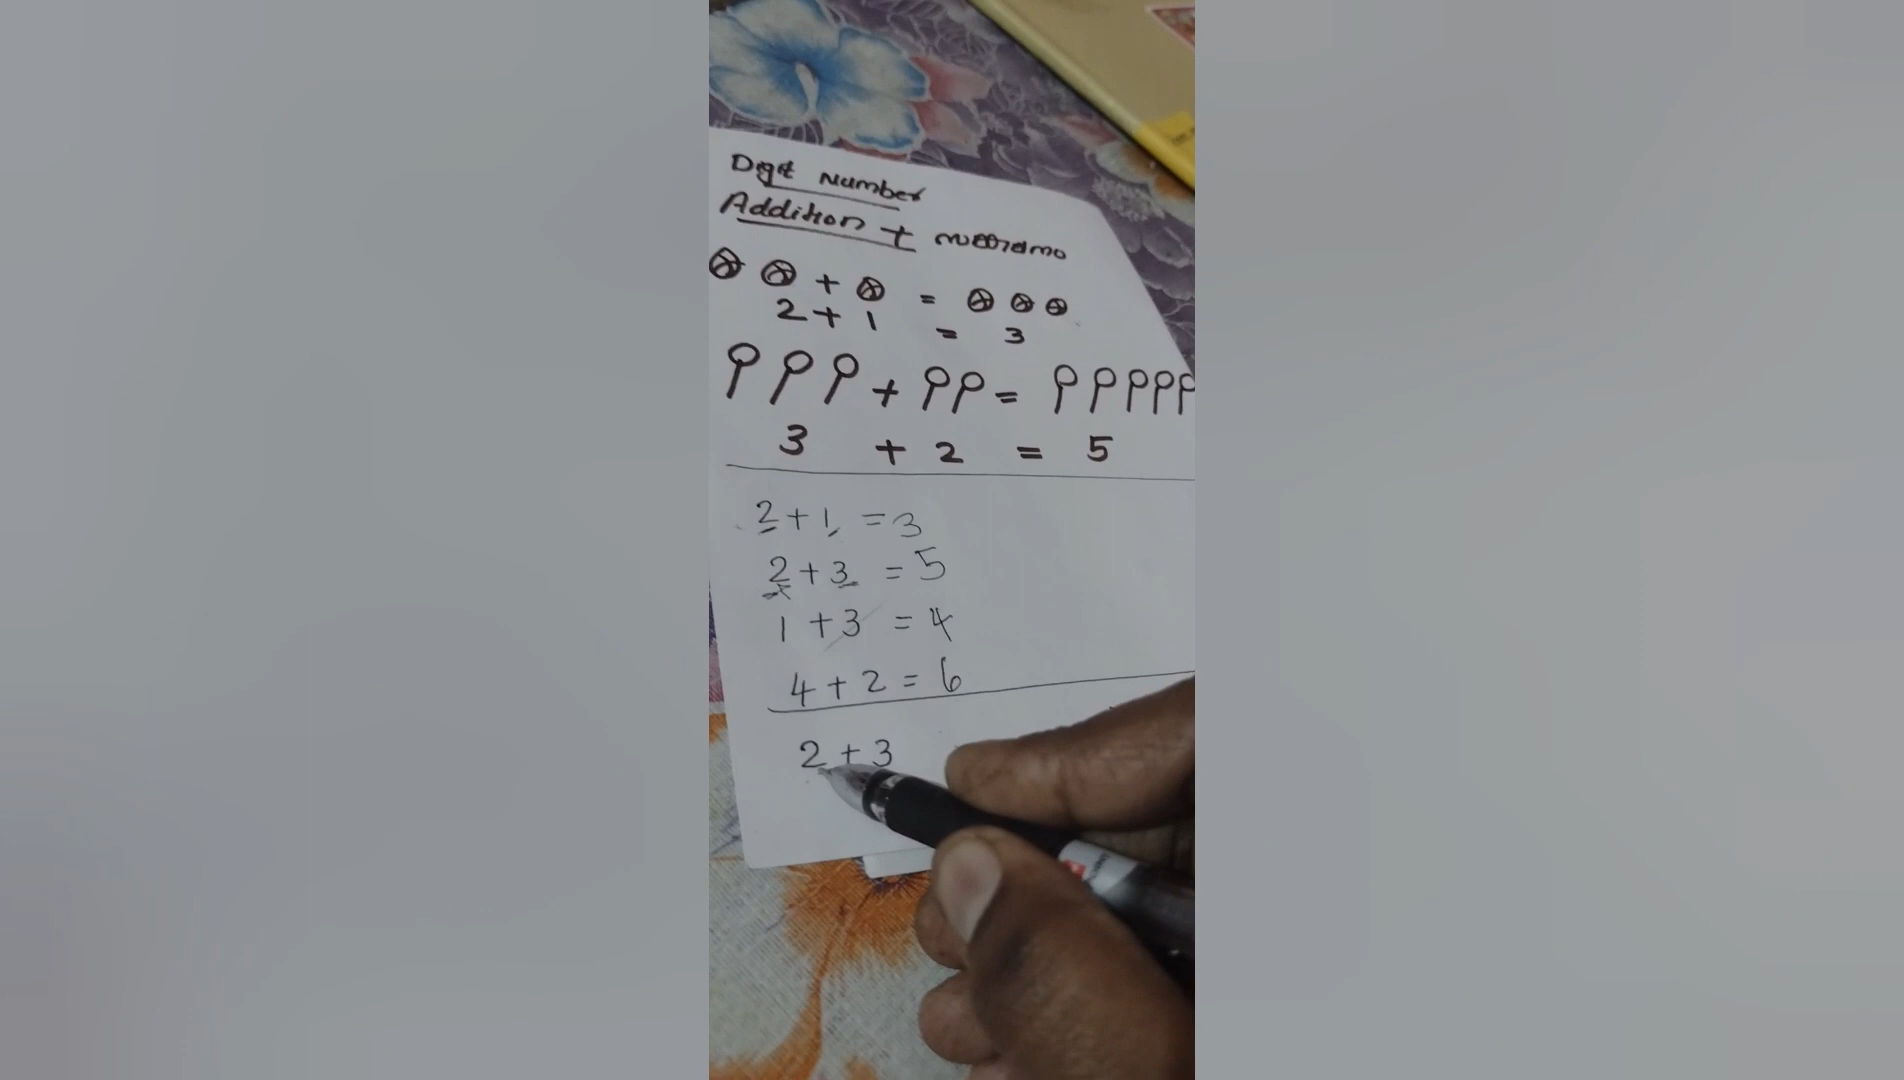 Digit Number
Addition +
+ =
2 + 1 = 3
+ =
3 + 2 = 5
2 + 1 = 3
2 + 3 = 5
1 + 3 = 4
4 + 2 = 6
2 + 3